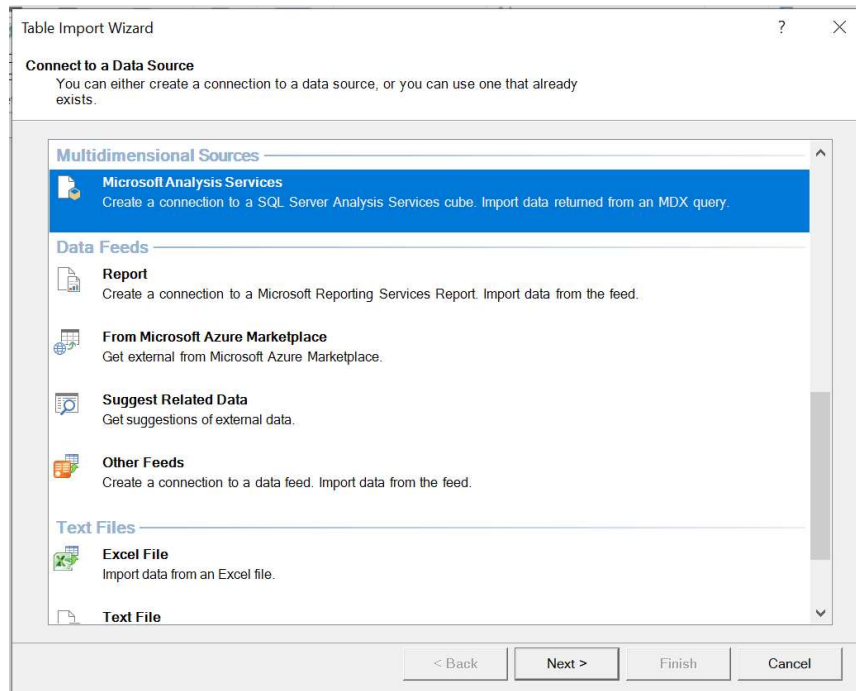 Table Import Wizard
?
Connect to a Data Source
You can either create a connection to a data source, or you can use one that already
exists.
Multidimensional Sources
Microsoft Analysis Services
Create a connection to a SQL Server Analysis Services cube. Import data returned from an MDX query.
Data Feeds
Report
Create a connection to a Microsoft Reporting Services Report. Import data from the feed.
From Microsoft Azure Marketplace
Get external from Microsoft Azure Marketplace.
Suggest Related Data
Get suggestions of external data.
Other Feeds
Create a connection to a data feed. Import data from the feed.
Text Files
Excel File
Import data from an Excel file.
Text File
< Back
Next >
Finish
Cancel